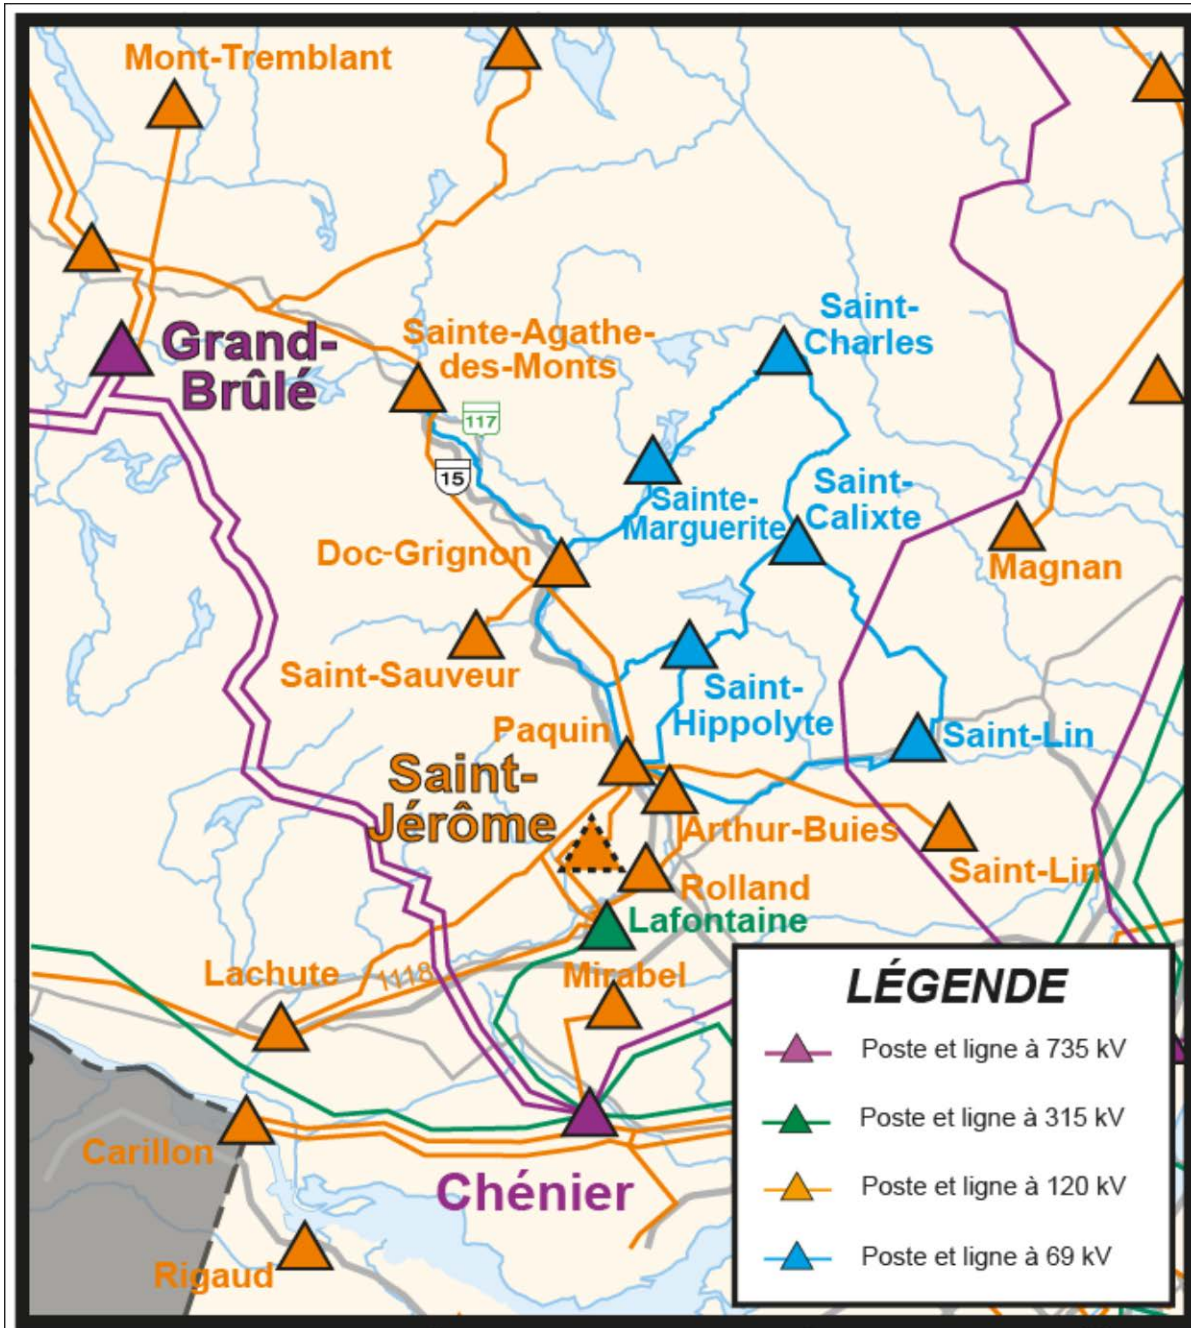 Mont-Tremblant
Grand-
Brûlé
Sainte-Agathe-
des-Monts
117
15
Saint-
Charles
Sainte-
Marguerite
Saint-
Calixte
Doc-Grignon
Magnan
Saint-Sauveur
Saint-
Hippolyte
Paquin
Saint-Lin
Saint-
Jérôme
Arthur-Buies
Saint-Lin
Rolland
Lafontaine
Lachute
1118
Mirabel
Carillon
Chénier
Rigaud
LÉGENDE
Poste et ligne à 735 kV
Poste et ligne à 315 kV
Poste et ligne à 120 kV
Poste et ligne à 69 kV